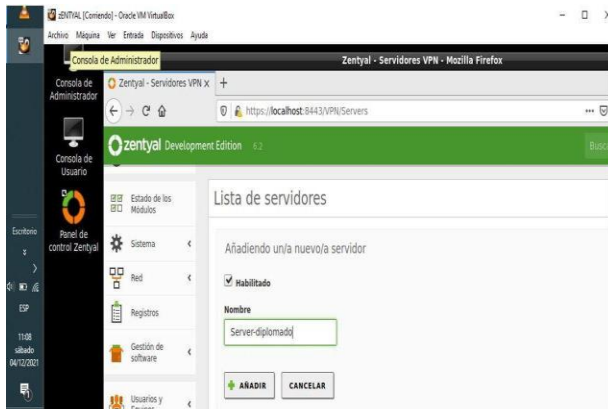 zENTYAL [Corriendo] - Oracle VM VirtualBox
Archivo Máquina Ver Entrada Dispositivos Ayuda
Consola de Administrador
Zentyal - Servidores VPN - Mozilla Firefox
Consola de
Administrador
Zentyal - Servidores VPN ×
https://localhost:8443/VPN/Servers
zentyal Development Edition 6.2
Busc
Consola de
Usuario
Panel de
control Zentyal
Estado de los
Módulos
Sistema
Red
Registros
Gestión de
software
Usuarios y
Equipos
Lista de servidores
Añadiendo un/a nuevo/a servidor
Habilitado
Nombre
Server-diplomado
AÑADIR
CANCELAR
Escritorio
ESP
11:08
sábado
04/12/2021